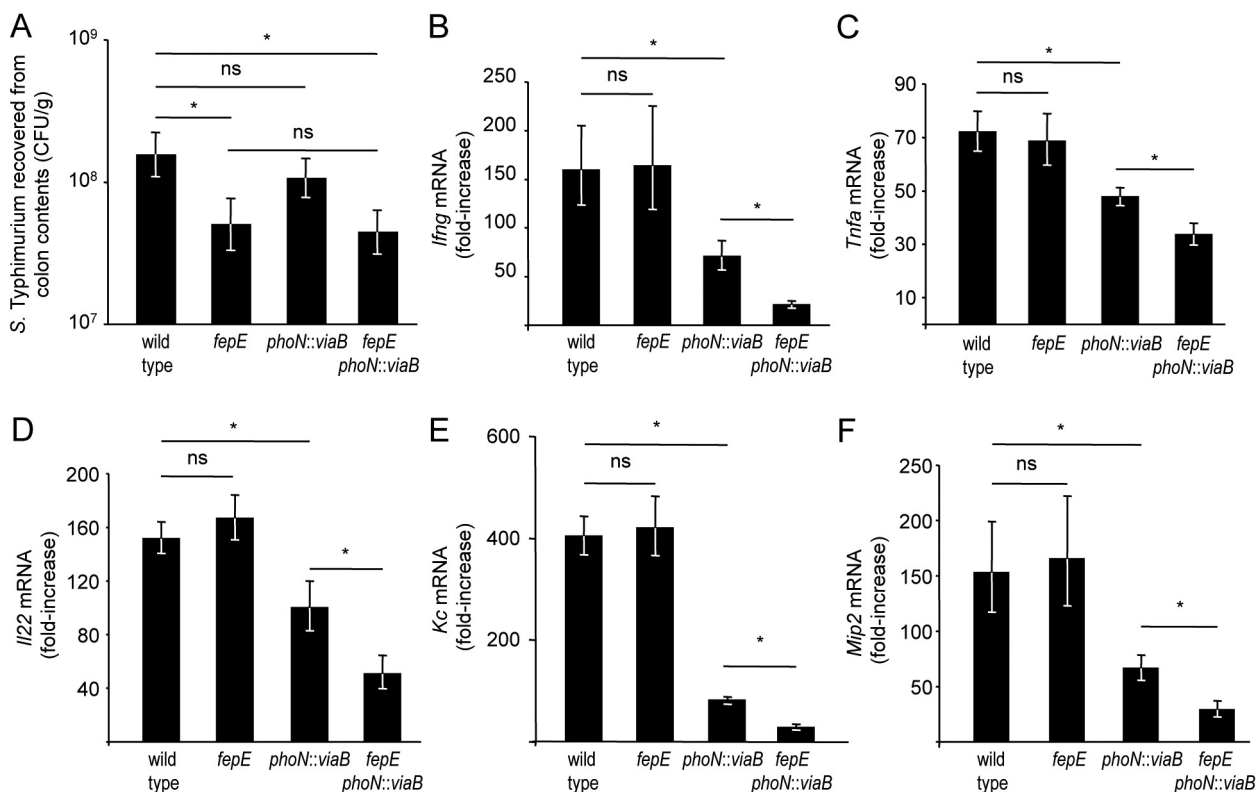 A
S. Typhimurium recovered from
colon contents (CFU/g)
10⁹
10⁸
10⁷
*
ns
*
ns
wild
type
fepE
phoN::viaB
fepE
phoN::viaB
B
Ifng mRNA
(fold-increase)
250
200
150
100
50
*
ns
*
wild
type
fepE
phoN::viaB
fepE
phoN::viaB
C
Tnfa mRNA
(fold-increase)
90
70
50
30
10
*
ns
*
wild
type
fepE
phoN::viaB
fepE
phoN::viaB
D
Il22 mRNA
(fold-increase)
200
160
120
80
40
*
ns
*
wild
type
fepE
phoN::viaB
fepE
phoN::viaB
E
Kc mRNA
(fold-increase)
600
400
200
*
ns
*
wild
type
fepE
phoN::viaB
fepE
phoN::viaB
F
Mip2 mRNA
(fold-increase)
250
200
150
100
50
*
ns
*
wild
type
fepE
phoN::viaB
fepE
phoN::viaB